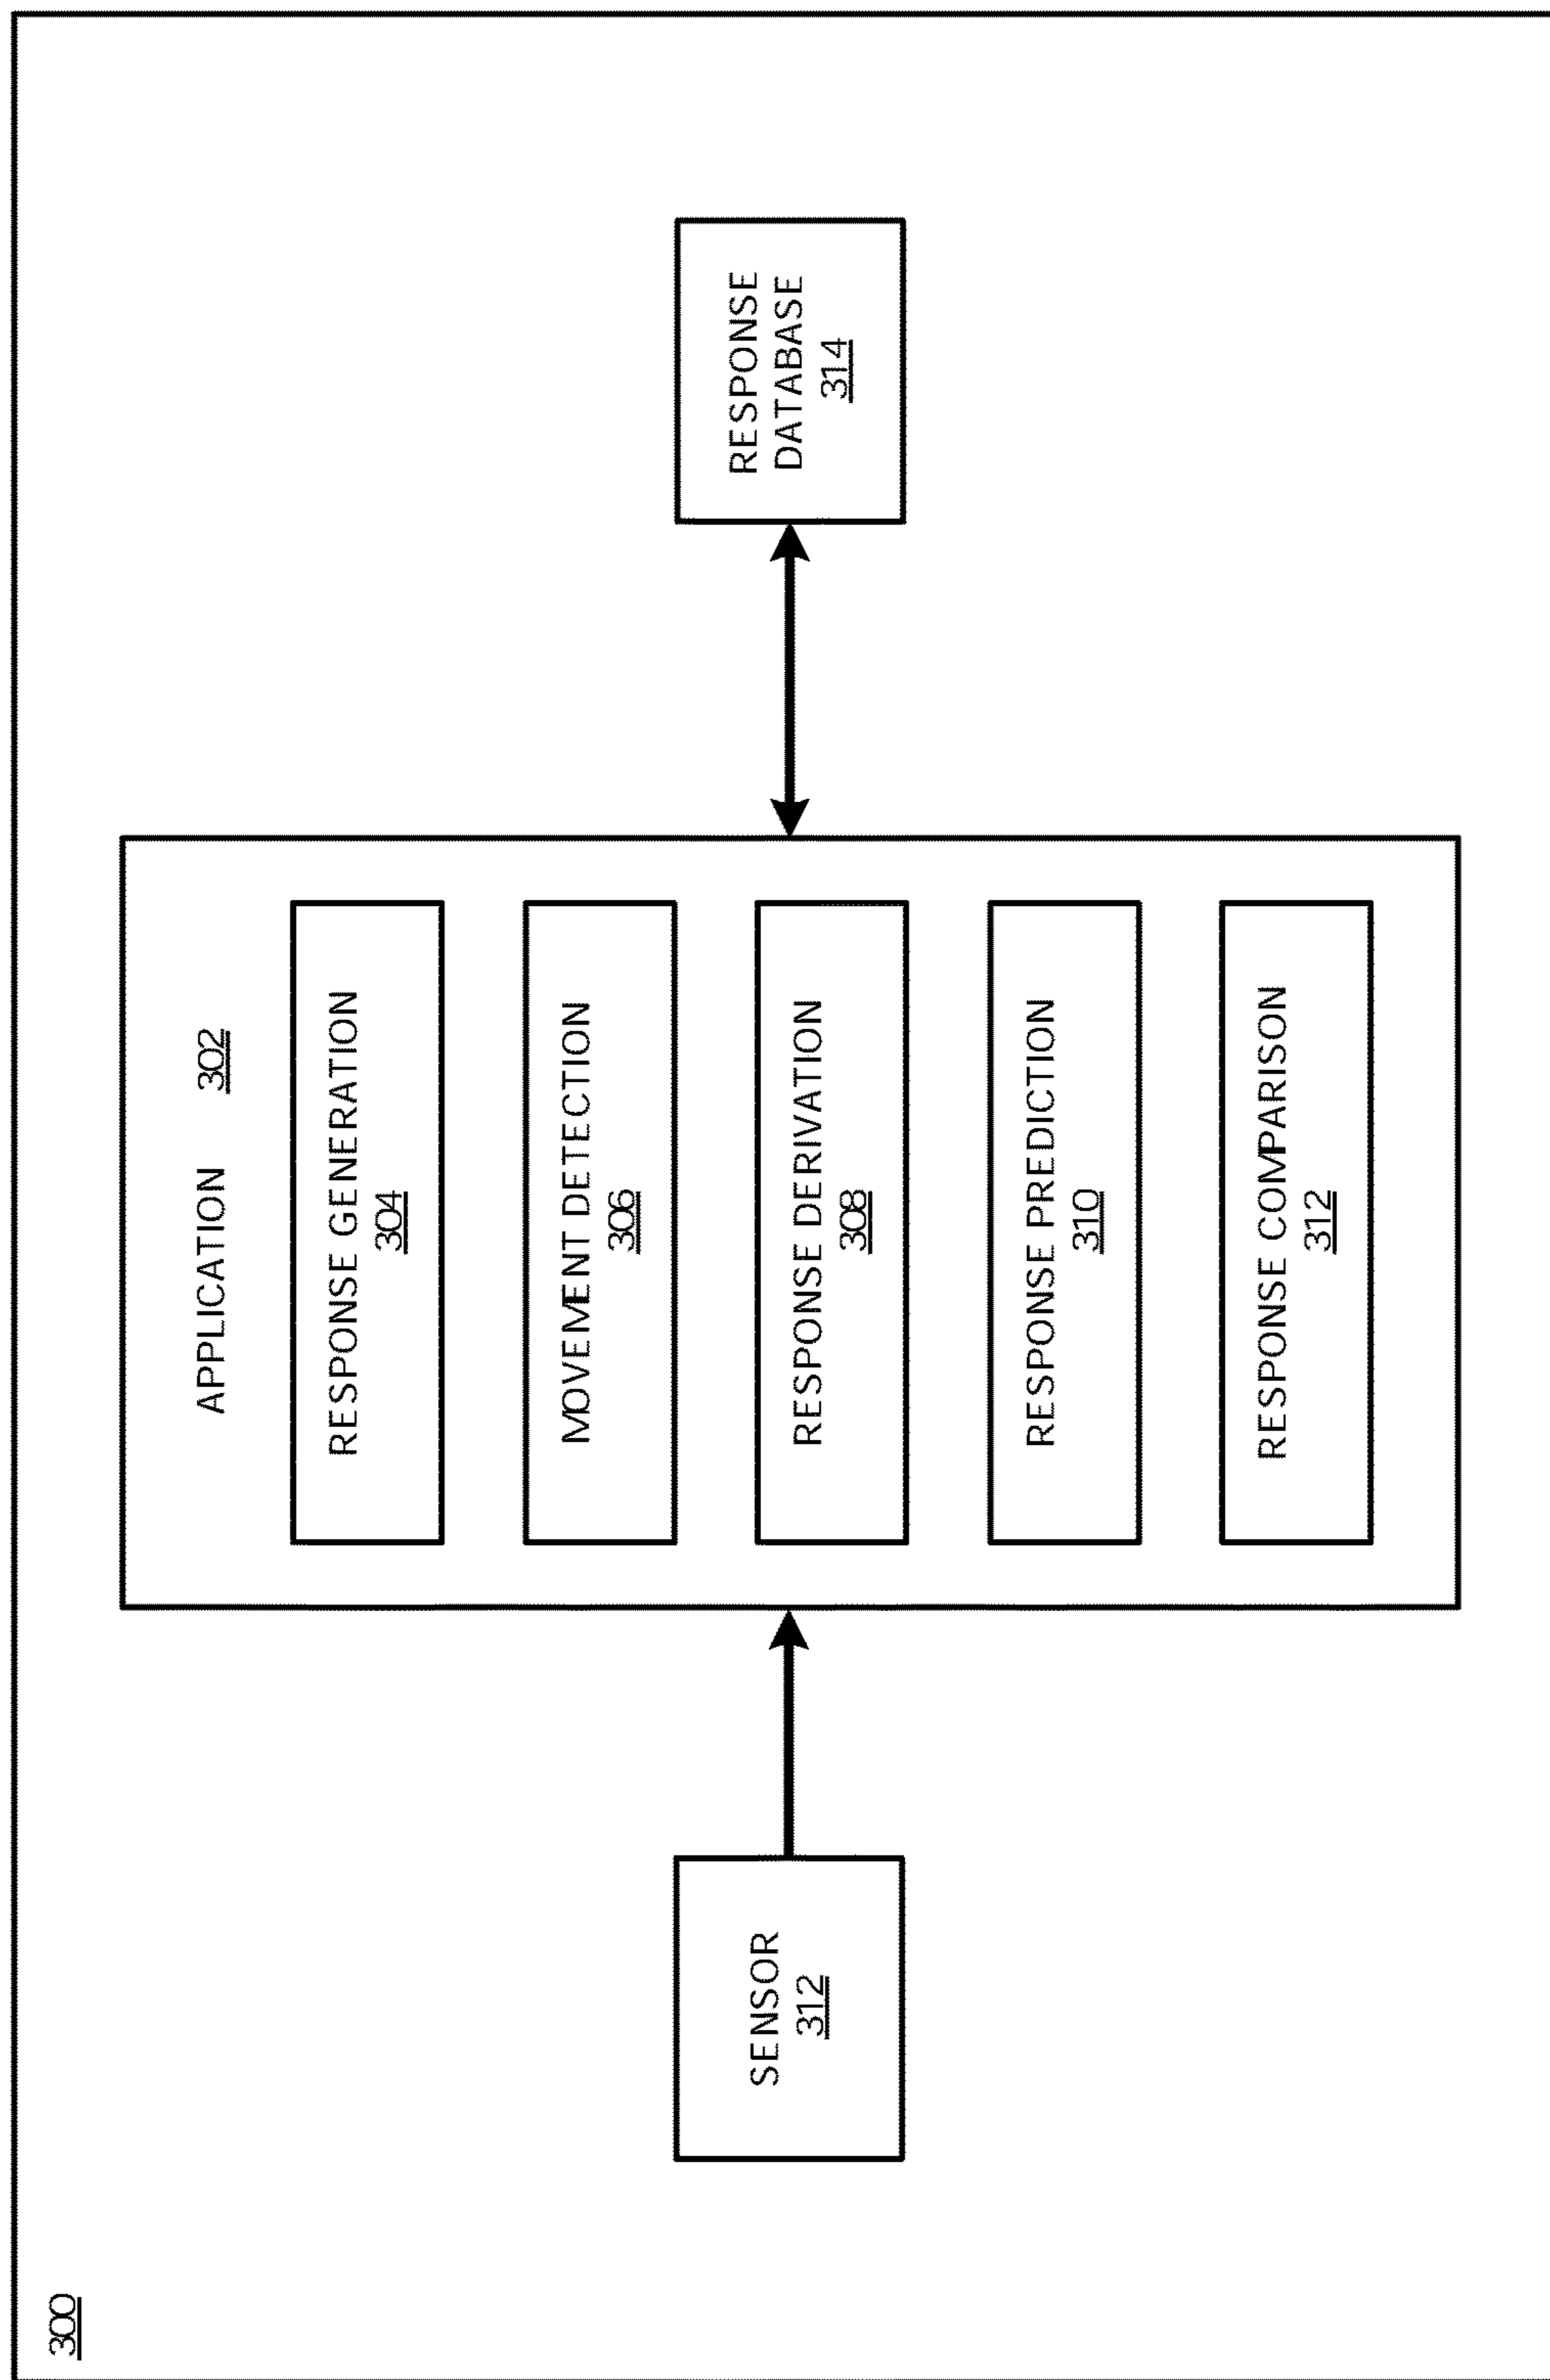 300
SENSOR
312
APPLICATION 302
RESPONSE GENERATION
304
MOVEMENT DETECTION
306
RESPONSE DERIVATION
308
RESPONSE PREDICTION
310
RESPONSE COMPARISON
312
RESPONSE
DATABASE
314